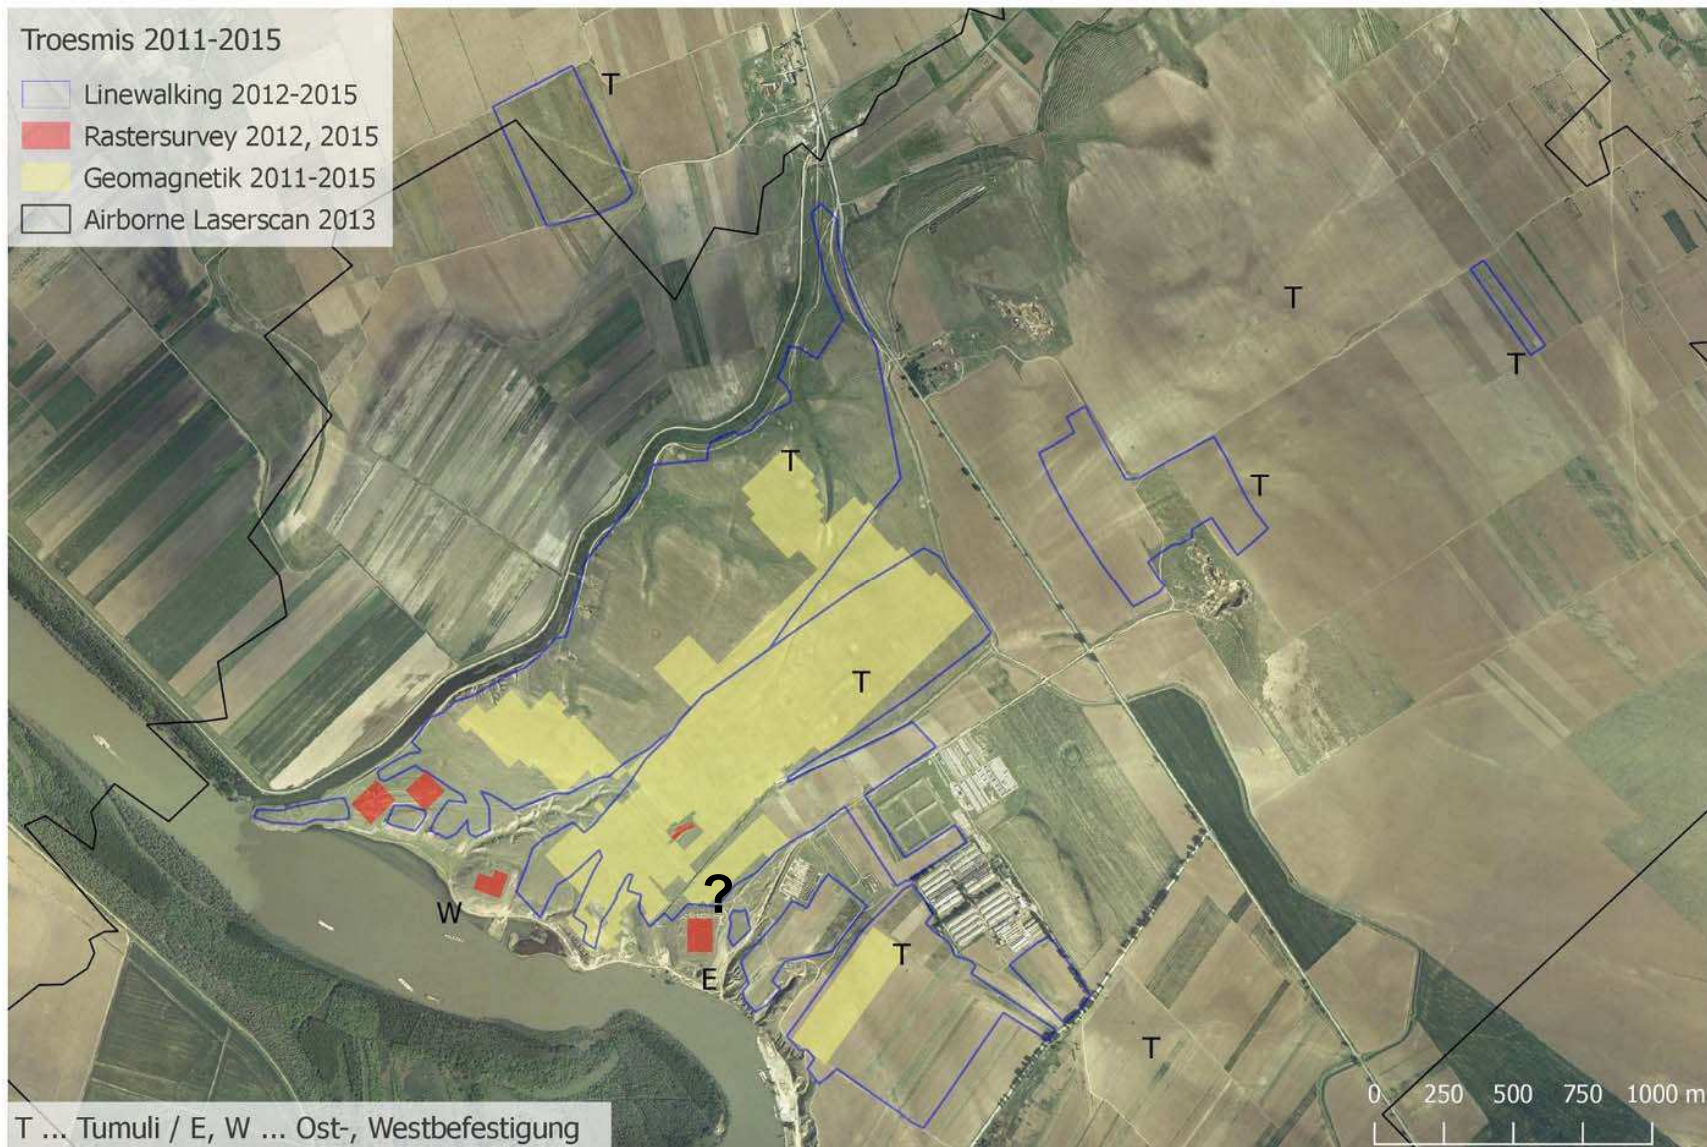 Troesmis 2011-2015
Linewalking 2012-2015
Rastersurvey 2012, 2015
Geomagnetik 2011-2015
Airborne Laserscan 2013
T
T
T
T
T
T
T
?
W
E
T
T
0 250 500 750 1000 m
T ... Tumuli / E, W ... Ost-, Westbefestigung